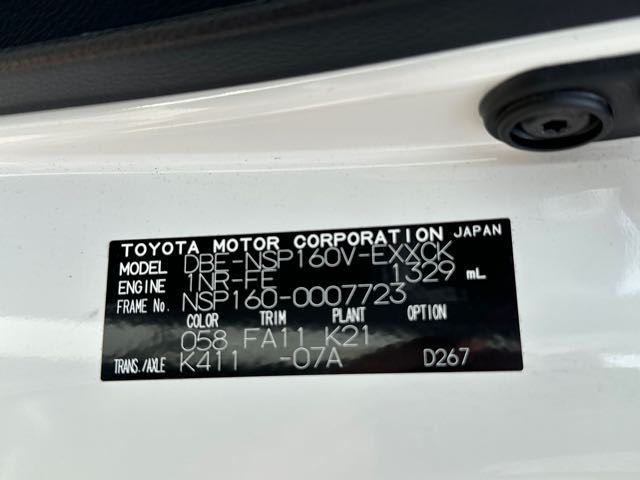 TOYOTA MOTOR CORPORATION JAPAN
MODEL DBE-NSP160V-EXXCK
ENGINE 1NR-FE 1329 mL
FRAME No. NSP160-0007723
COLOR TRIM PLANT OPTION
058 FA11 K21
TRANS./AXLE K411 -07A D267